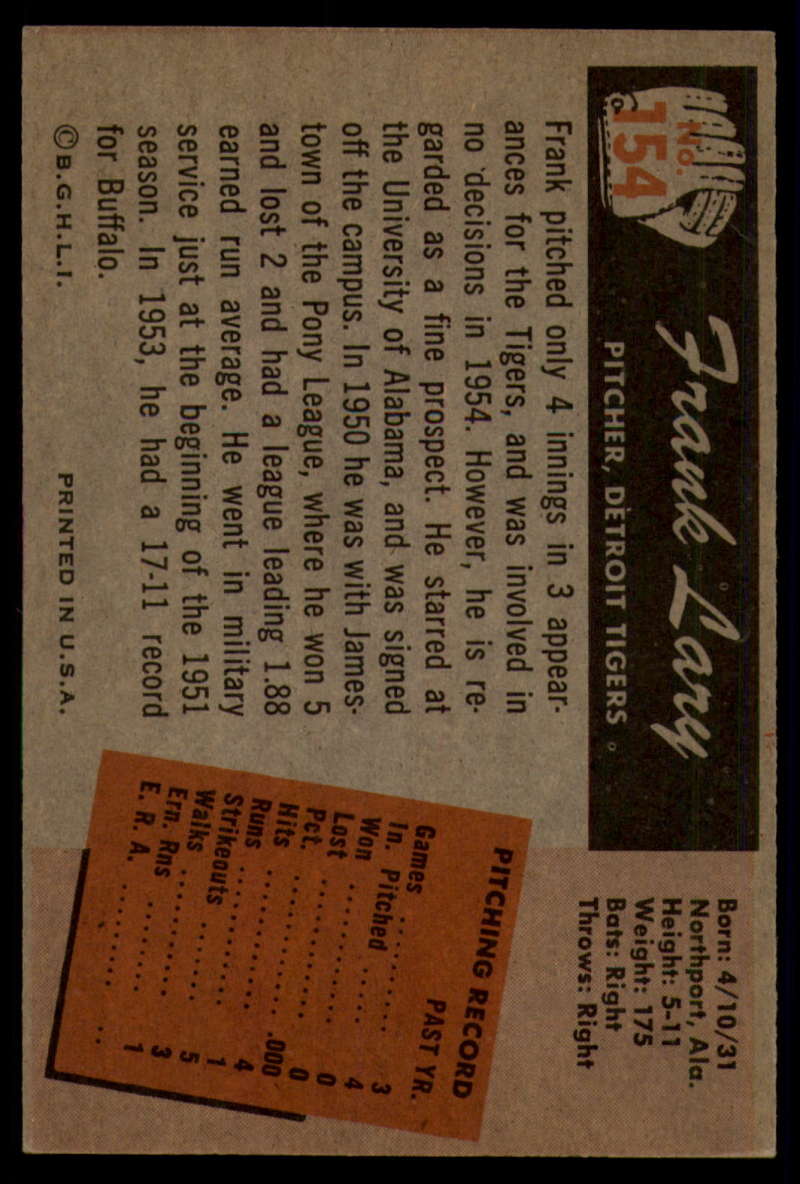 No.
154
Frank Lary
PITCHER, DETROIT TIGERS
Born: 4/10/31
Northport, Ala.
Height: 5-11
Weight: 175
Bats: Right
Throws: Right
Frank pitched only 4 innings in 3 appear-
ances for the Tigers, and was involved in
no decisions in 1954. However, he is re-
garded as a fine prospect. He starred at
the University of Alabama, and was signed
off the campus. In 1950 he was with James-
town of the Pony League, where he won 5
and lost 2 and had a league leading 1.88
earned run average. He went in military
service just at the beginning of the 1951
season. In 1953, he had a 17-11 record
for Buffalo.
© B.G.H.L.I. PRINTED IN U.S.A.
PITCHING RECORD
PAST YR.
Games ......... 3
In. Pitched ..... 4
Won ........... 0
Lost ........... 0
Pct. ........... .000
Hits ........... 4
Runs .......... 1
Strikeouts ...... 5
Walks .......... 3
Ern. Rns ....... 1
E. R. A. ........ ..